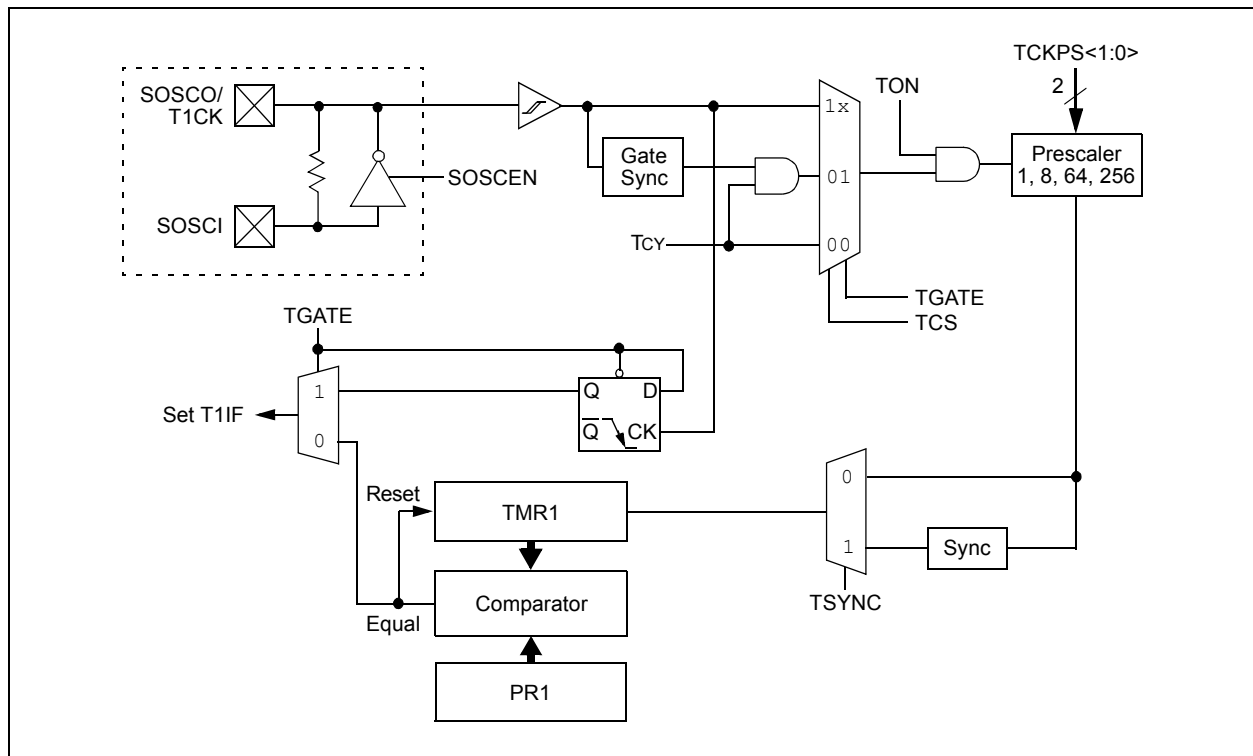 SOSCO/
T1CK
SOSCI
SOSCEN
Gate
Sync
TCY
1x
01
00
TON
TCKPS<1:0>
2
Prescaler
1, 8, 64, 256
TGATE
TCS
TGATE
1
0
Set T1IF
Q
D
Q
CK
Reset
TMR1
Equal
Comparator
PR1
0
1
Sync
TSYNC